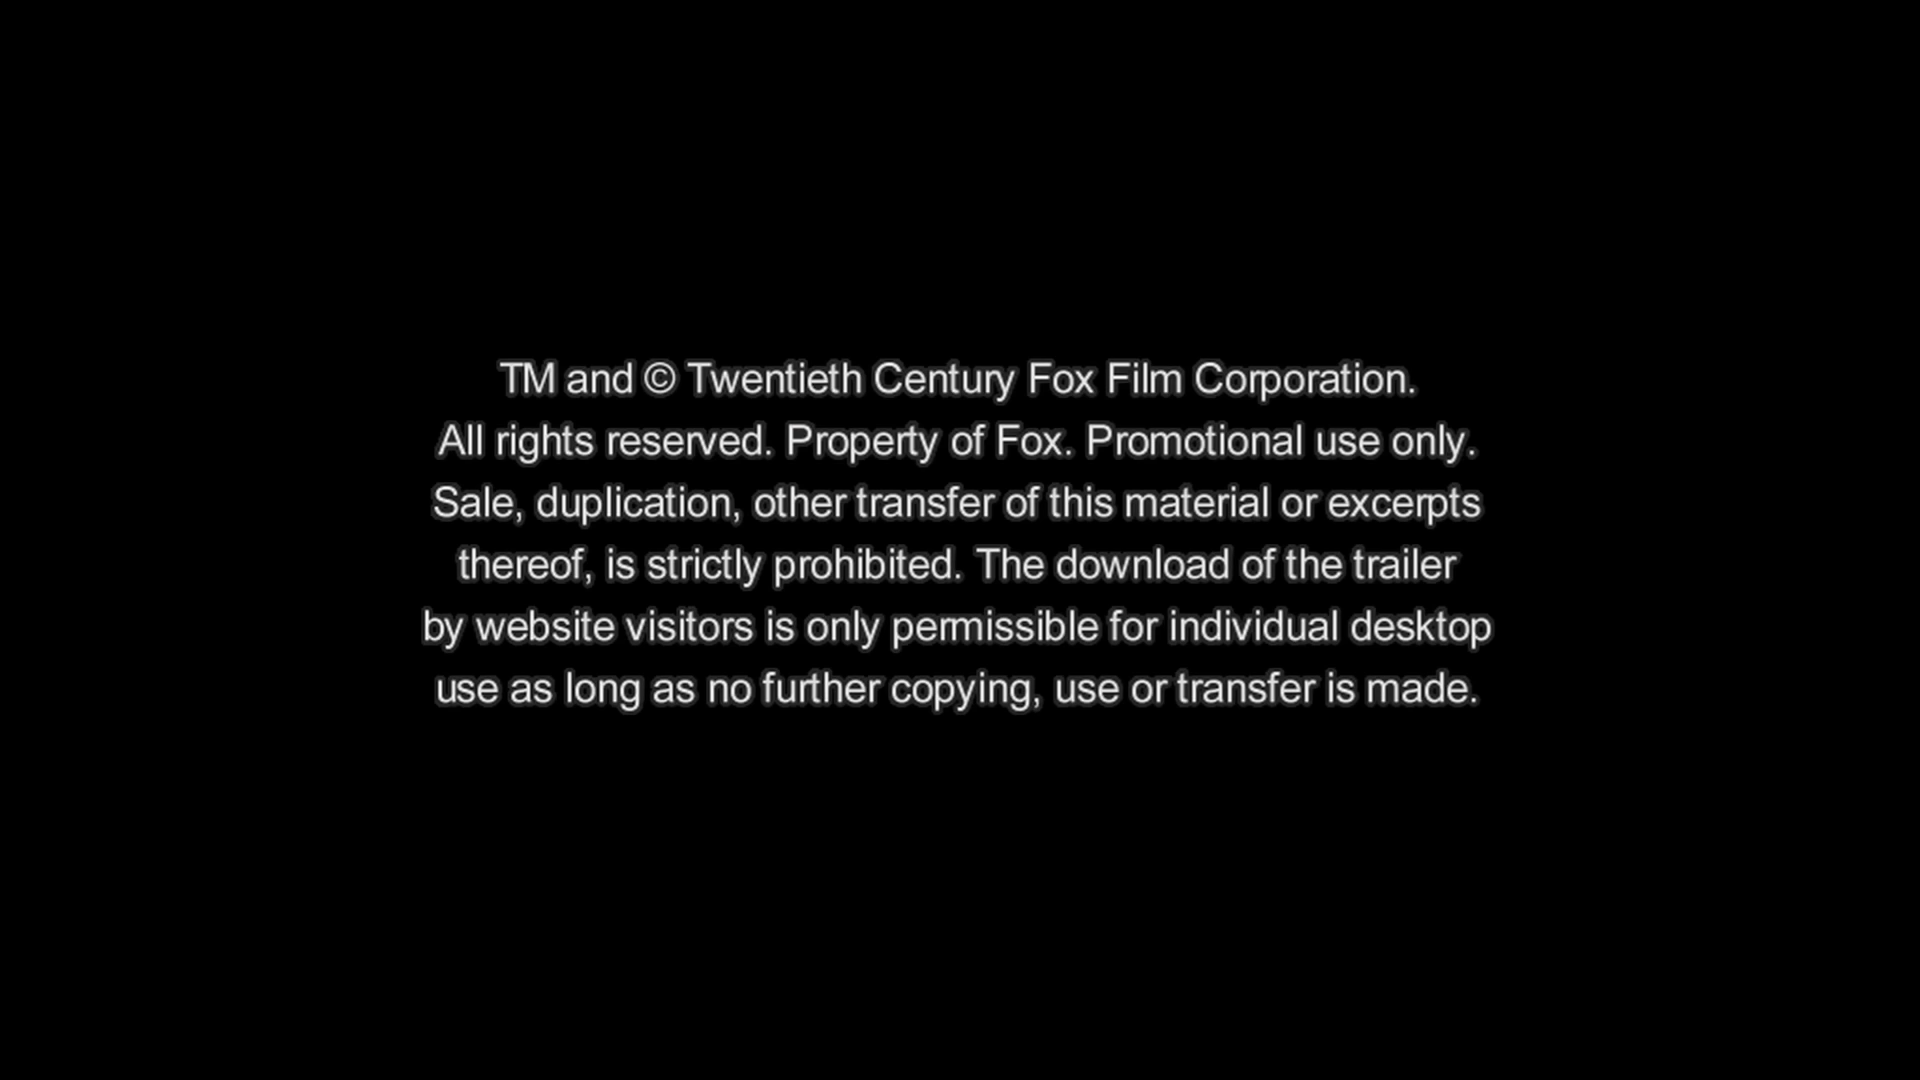 TM and © Twentieth Century Fox Film Corporation.
All rights reserved. Property of Fox. Promotional use only.
Sale, duplication, other transfer of this material or excerpts
thereof, is strictly prohibited. The download of the trailer
by website visitors is only permissible for individual desktop
use as long as no further copying, use or transfer is made.